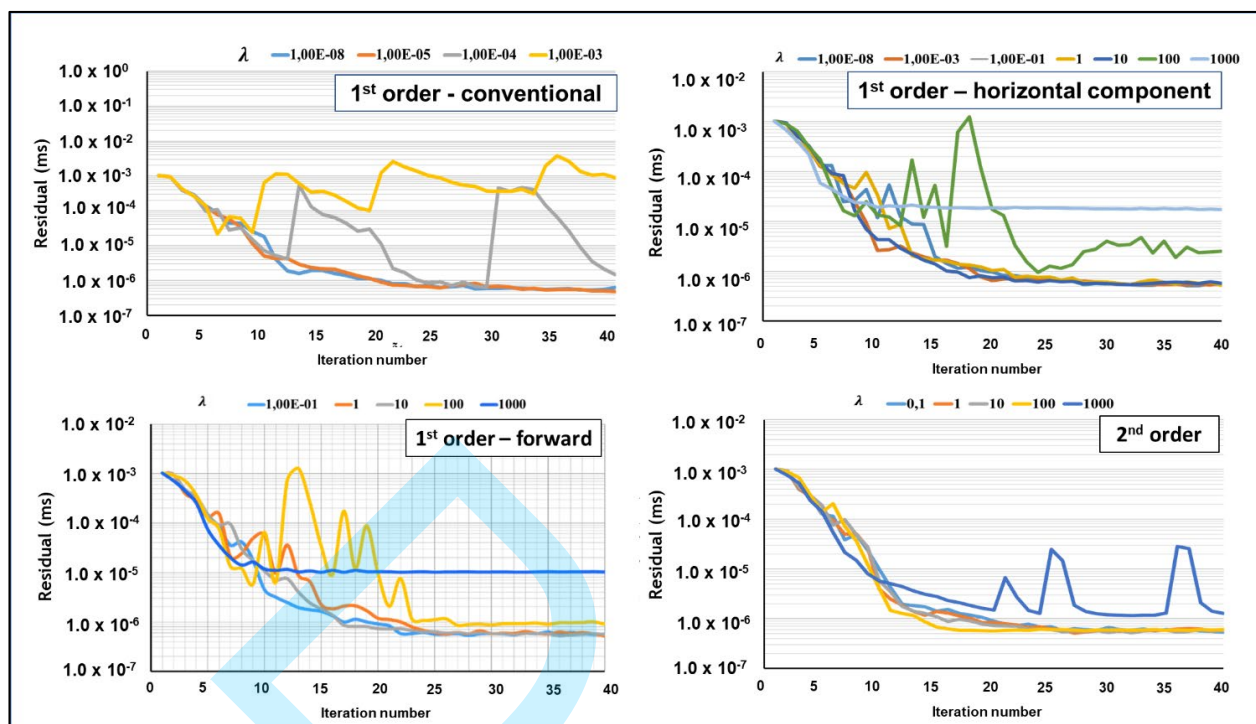 λ 1,00E-08 1,00E-05 1,00E-04 1,00E-03
1st order - conventional
Residual (ms)
1.0 x 10⁰
1.0 x 10⁻¹
1.0 x 10⁻²
1.0 x 10⁻³
1.0 x 10⁻⁴
1.0 x 10⁻⁵
1.0 x 10⁻⁶
1.0 x 10⁻⁷
0 5 10 15 20 25 30 35 40
Iteration number
λ 1,00E-08 1,00E-03 1,00E-01 1 10 100 1000
1st order – horizontal component
Residual (ms)
1.0 x 10⁻²
1.0 x 10⁻³
1.0 x 10⁻⁴
1.0 x 10⁻⁵
1.0 x 10⁻⁶
1.0 x 10⁻⁷
0 5 10 15 20 25 30 35 40
Iteration number
λ 1,00E-01 1 10 100 1000
1st order – forward
Residual (ms)
1.0 x 10⁻²
1.0 x 10⁻³
1.0 x 10⁻⁴
1.0 x 10⁻⁵
1.0 x 10⁻⁶
1.0 x 10⁻⁷
0 5 10 15 20 25 30 35 40
Iteration number
λ 0,1 1 10 100 1000
2nd order
Residual (ms)
1.0 x 10⁻²
1.0 x 10⁻³
1.0 x 10⁻⁴
1.0 x 10⁻⁵
1.0 x 10⁻⁶
1.0 x 10⁻⁷
0 5 10 15 20 25 30 35 40
Iteration number